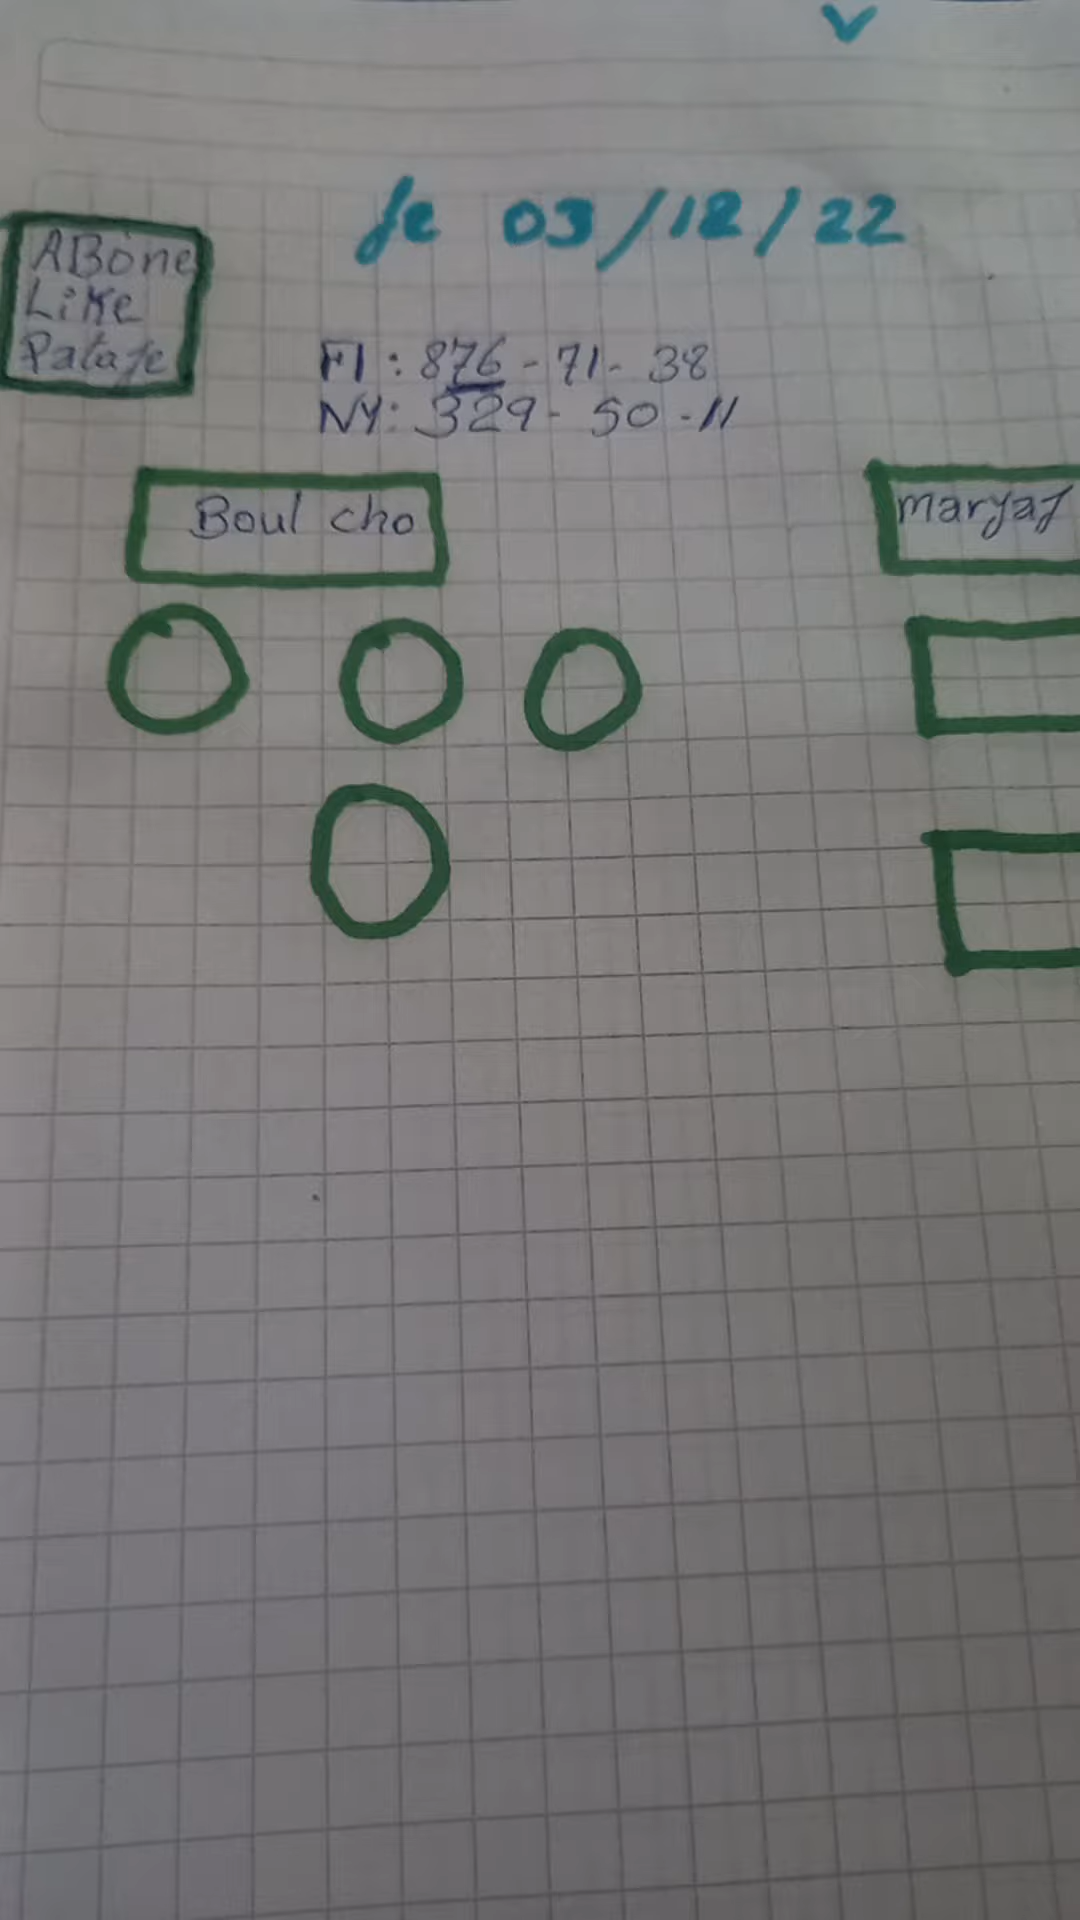 le 03/12/22
ABone
Like
Pataje
Fl : 876 - 71 - 38
NY: 329 - 50 - 11
Boul cho
maryaj